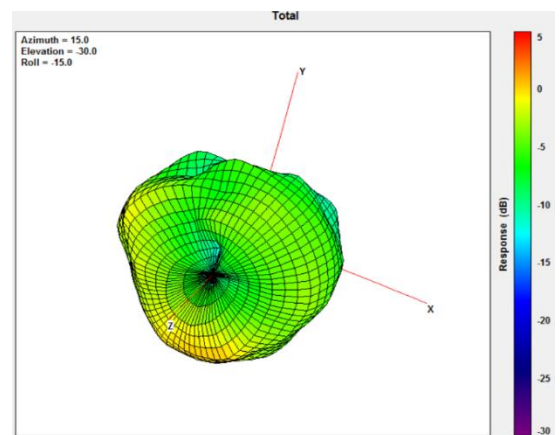 Total
Azimuth = 15.0
Elevation = -30.0
Roll = -15.0
Y
X
Z
5
0
-5
-10
-15
-20
-25
-30
Response (dB)